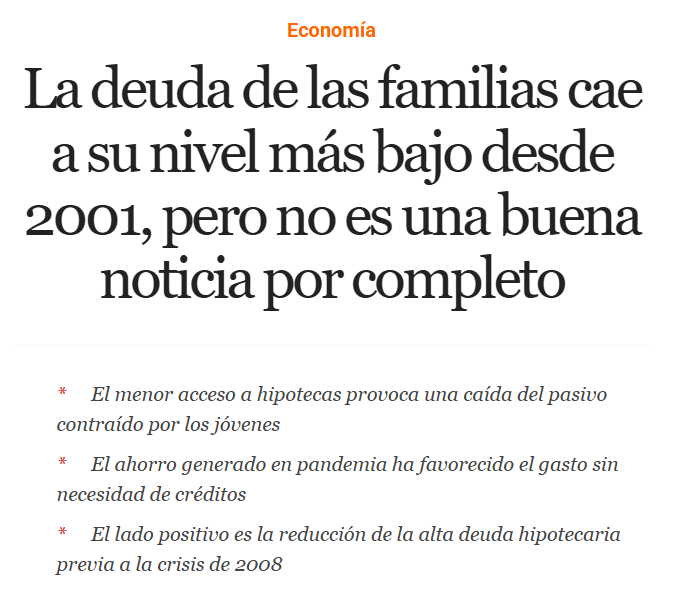 Economía
La deuda de las familias cae
a su nivel más bajo desde
2001, pero no es una buena
noticia por completo
* El menor acceso a hipotecas provoca una caída del pasivo
contraído por los jóvenes
* El ahorro generado en pandemia ha favorecido el gasto sin
necesidad de créditos
* El lado positivo es la reducción de la alta deuda hipotecaria
previa a la crisis de 2008